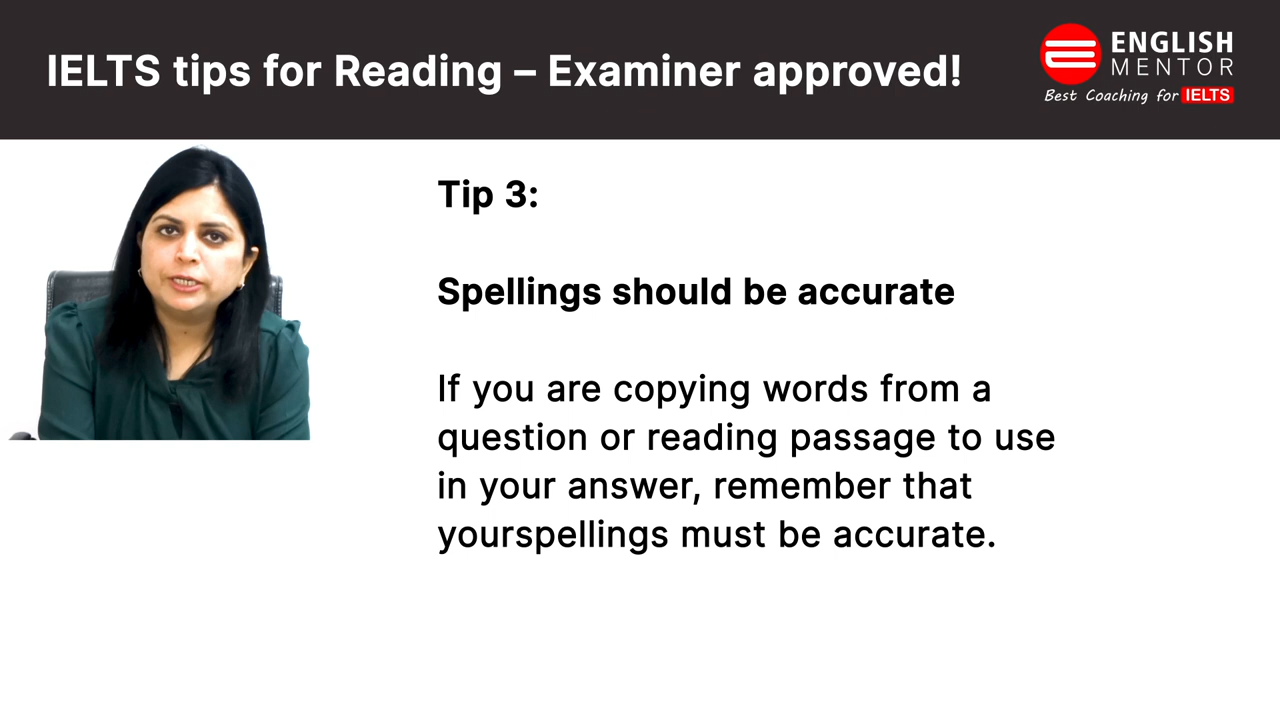 IELTS tips for Reading – Examiner approved!
ENGLISH
MENTOR
Best Coaching for IELTS
Tip 3:
Spellings should be accurate
If you are copying words from a
question or reading passage to use
in your answer, remember that
yourspellings must be accurate.